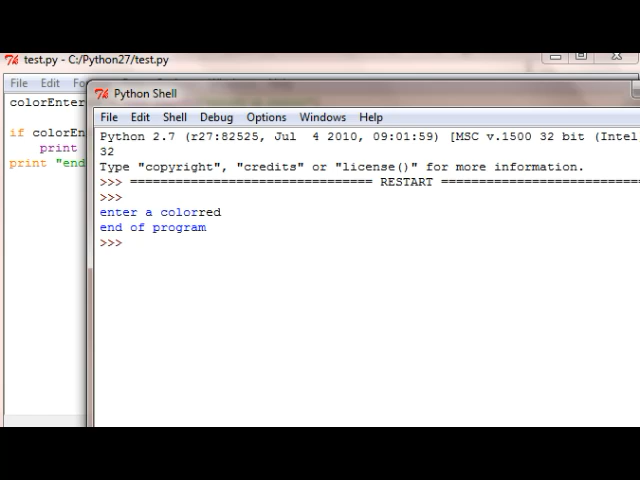 test.py - C:/Python27/test.py
File Edit
colorEnter
if colorEn
print
print "end
Python Shell
File Edit Shell Debug Options Windows Help
Python 2.7 (r27:82525, Jul 4 2010, 09:01:59) [MSC v.1500 32 bit (Intel
32
Type "copyright", "credits" or "license()" for more information.
>>> ================================ RESTART ================================
>>>
enter a colorred
end of program
>>>